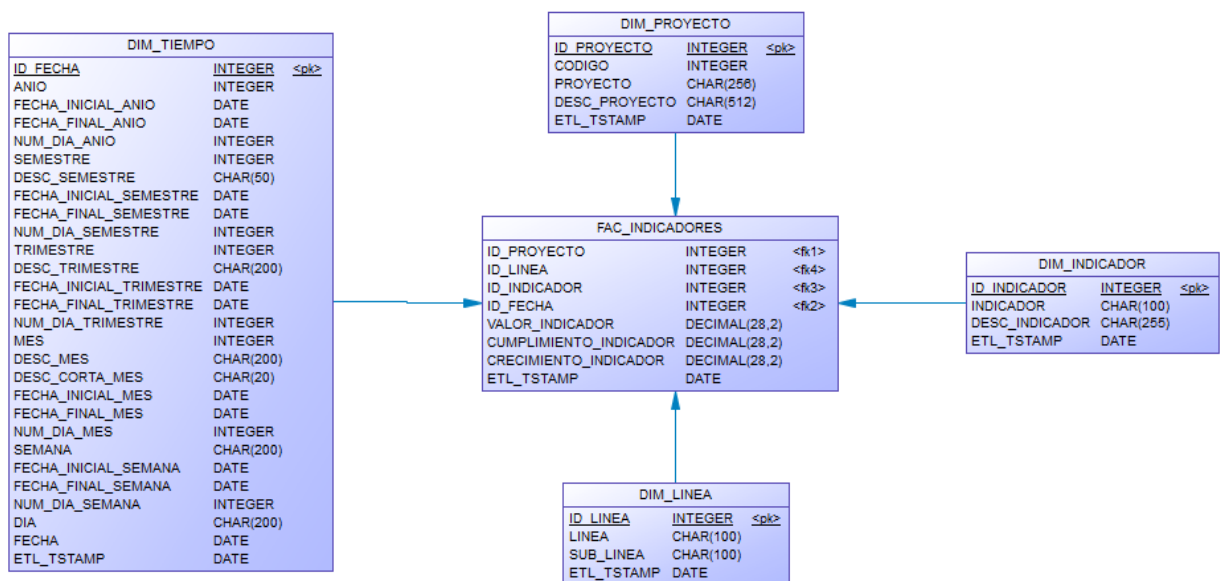 DIM_TIEMPO
ID_FECHA INTEGER <pk>
ANIO INTEGER
FECHA_INICIAL_ANIO DATE
FECHA_FINAL_ANIO DATE
NUM_DIA_ANIO INTEGER
SEMESTRE INTEGER
DESC_SEMESTRE CHAR(50)
FECHA_INICIAL_SEMESTRE DATE
FECHA_FINAL_SEMESTRE DATE
NUM_DIA_SEMESTRE INTEGER
TRIMESTRE INTEGER
DESC_TRIMESTRE CHAR(200)
FECHA_INICIAL_TRIMESTRE DATE
FECHA_FINAL_TRIMESTRE DATE
NUM_DIA_TRIMESTRE INTEGER
MES INTEGER
DESC_MES CHAR(200)
DESC_CORTA_MES CHAR(20)
FECHA_INICIAL_MES DATE
FECHA_FINAL_MES DATE
NUM_DIA_MES INTEGER
SEMANA CHAR(200)
FECHA_INICIAL_SEMANA DATE
FECHA_FINAL_SEMANA DATE
NUM_DIA_SEMANA INTEGER
DIA CHAR(200)
FECHA DATE
ETL_TSTAMP DATE
DIM_PROYECTO
ID_PROYECTO INTEGER <pk>
CODIGO INTEGER
PROYECTO CHAR(256)
DESC_PROYECTO CHAR(512)
ETL_TSTAMP DATE
FAC_INDICADORES
ID_PROYECTO INTEGER <fk1>
ID_LINEA INTEGER <fk4>
ID_INDICADOR INTEGER <fk3>
ID_FECHA INTEGER <fk2>
VALOR_INDICADOR DECIMAL(28,2)
CUMPLIMIENTO_INDICADOR DECIMAL(28,2)
CRECIMIENTO_INDICADOR DECIMAL(28,2)
ETL_TSTAMP DATE
DIM_INDICADOR
ID_INDICADOR INTEGER <pk>
INDICADOR CHAR(100)
DESC_INDICADOR CHAR(255)
ETL_TSTAMP DATE
DIM_LINEA
ID_LINEA INTEGER <pk>
LINEA CHAR(100)
SUB_LINEA CHAR(100)
ETL_TSTAMP DATE